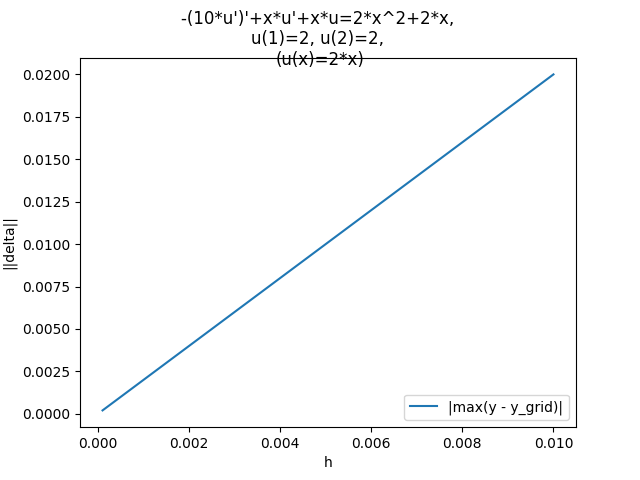 -(10*u')'+x*u'+x*u=2*x^2+2*x,
u(1)=2, u(2)=2,
(u(x)=2*x)
0.0200
0.0175
0.0150
0.0125
0.0100
0.0075
0.0050
0.0025
0.0000
||delta||
|max(y - y_grid)|
0.000
0.002
0.004
0.006
0.008
0.010
h